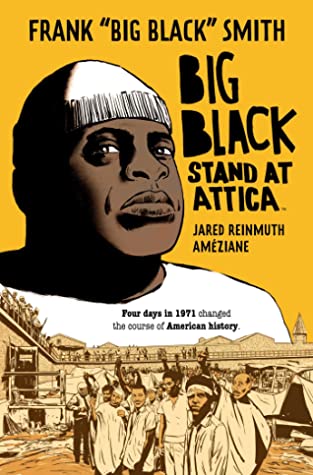 FRANK “BIG BLACK” SMITH
BIG
BLACK
STAND AT
ATTICA™
JARED REINMUTH
AMÉZIANE
Four days in 1971 changed
the course of American history.